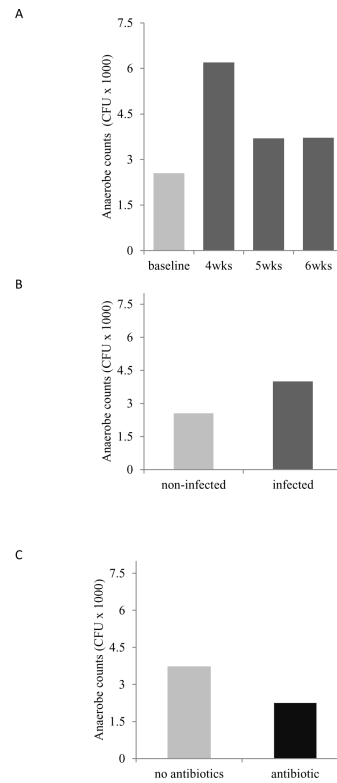 A
Anaerobe counts (CFU x 1000)
7.5
6
4.5
3
1.5
0
baseline 4wks 5wks 6wks
B
Anaerobe counts (CFU x 1000)
7.5
6
4.5
3
1.5
0
non-infected infected
C
Anaerobe counts (CFU x 1000)
7.5
6
4.5
3
1.5
0
no antibiotics antibiotic